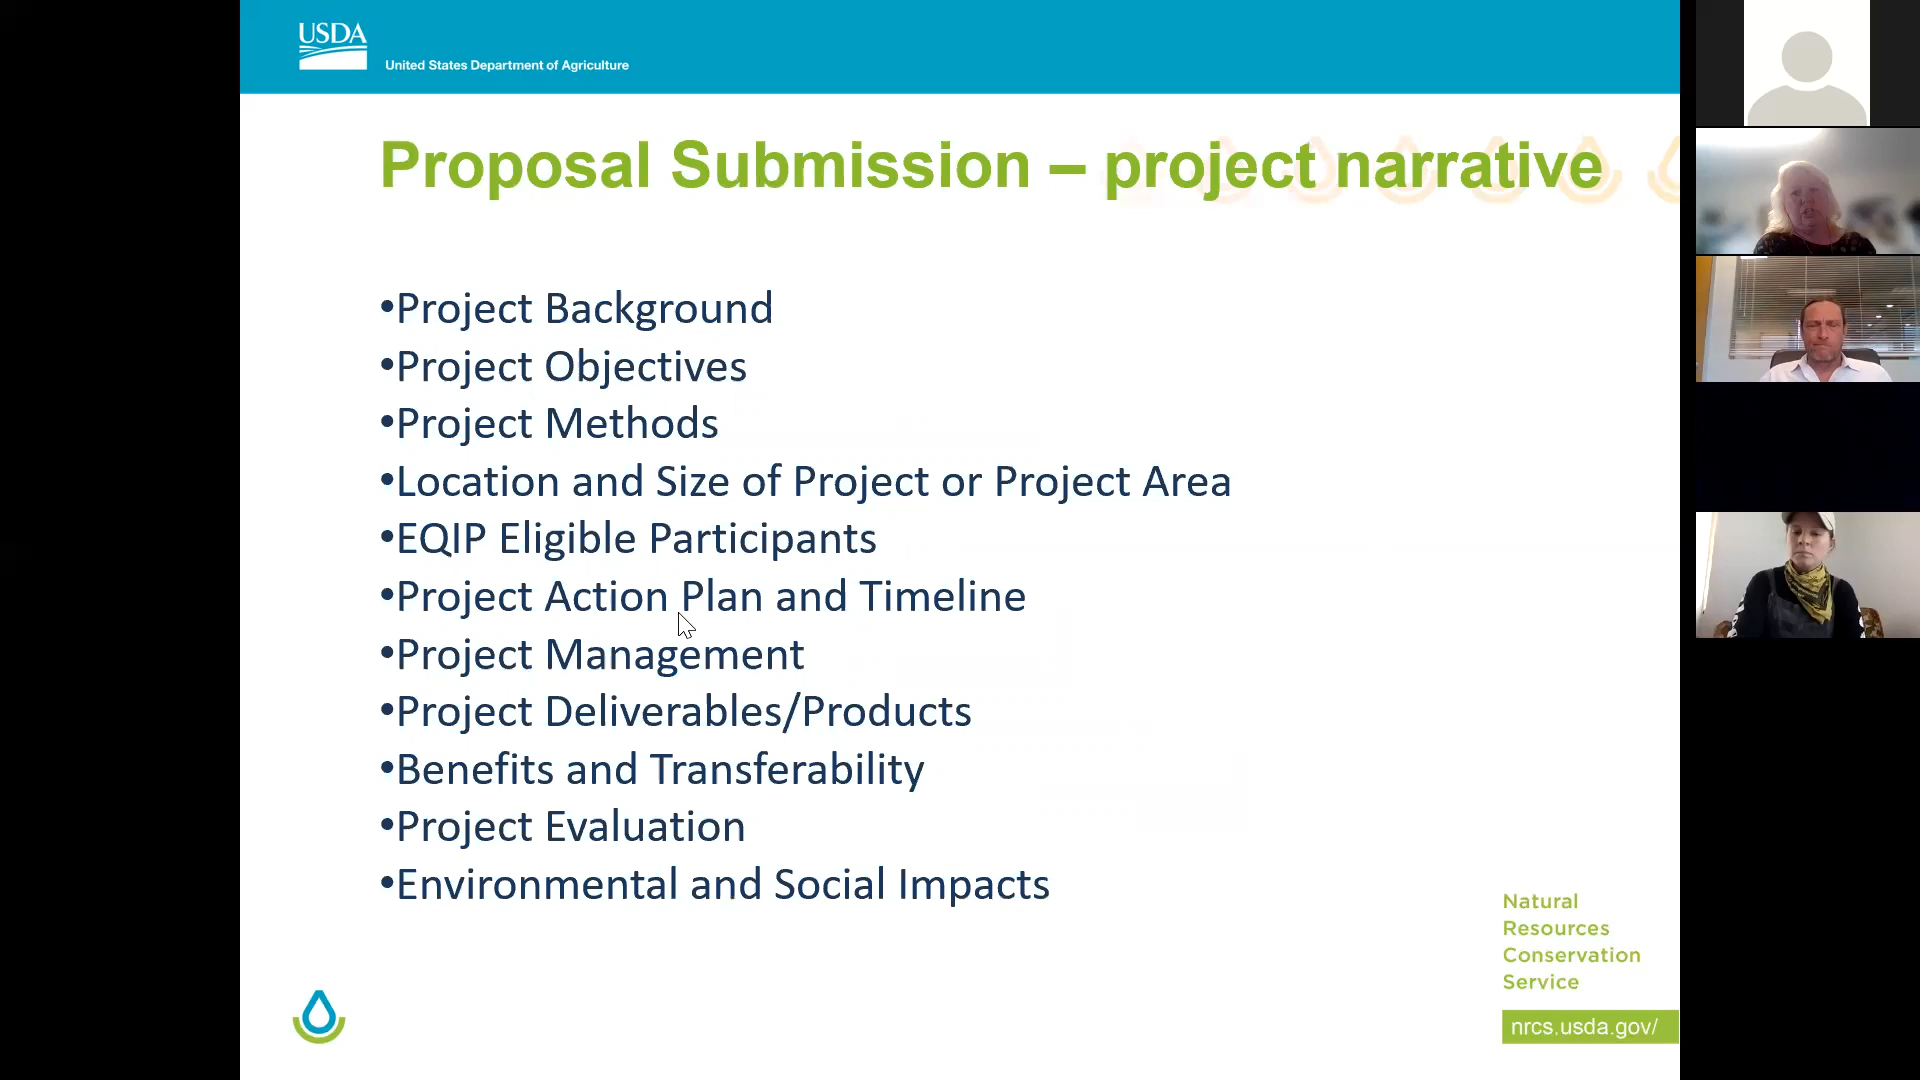 USDA
United States Department of Agriculture
Proposal Submission – project narrative
•Project Background
•Project Objectives
•Project Methods
•Location and Size of Project or Project Area
•EQIP Eligible Participants
•Project Action Plan and Timeline
•Project Management
•Project Deliverables/Products
•Benefits and Transferability
•Project Evaluation
•Environmental and Social Impacts
Natural
Resources
Conservation
Service
nrcs.usda.gov/